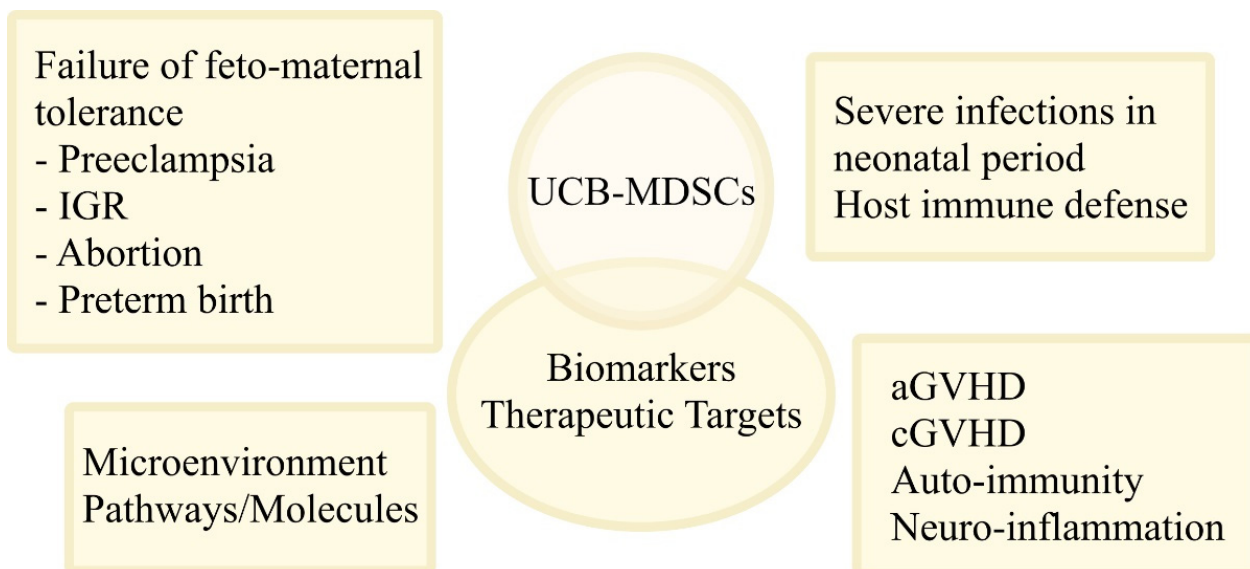 Failure of feto-maternal
tolerance
- Preeclampsia
- IGR
- Abortion
- Preterm birth
UCB-MDSCs
Severe infections in
neonatal period
Host immune defense
Biomarkers
Therapeutic Targets
Microenvironment
Pathways/Molecules
aGVHD
cGVHD
Auto-immunity
Neuro-inflammation